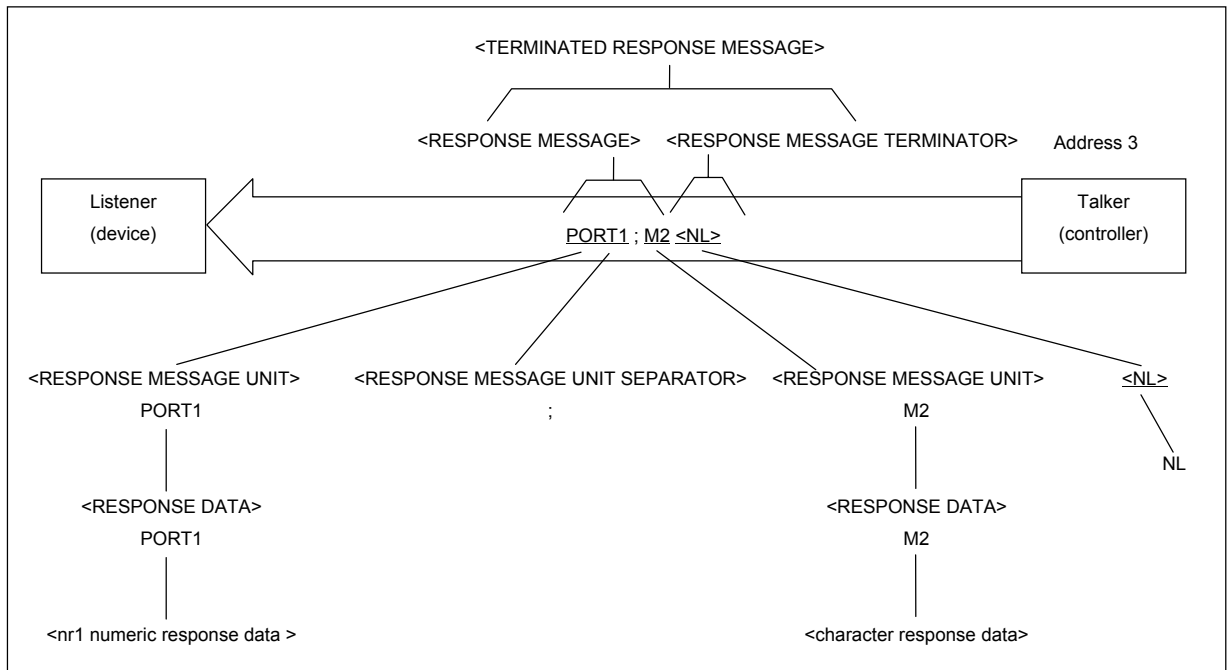 <TERMINATED RESPONSE MESSAGE>
<RESPONSE MESSAGE> <RESPONSE MESSAGE TERMINATOR> Address 3
Listener
(device)
Talker
(controller)
PORT1 ; M2 <NL>
<RESPONSE MESSAGE UNIT> <RESPONSE MESSAGE UNIT SEPARATOR> <RESPONSE MESSAGE UNIT> <NL>
PORT1 ; M2
NL
<RESPONSE DATA> <RESPONSE DATA>
PORT1 M2
<nr1 numeric response data > <character response data>